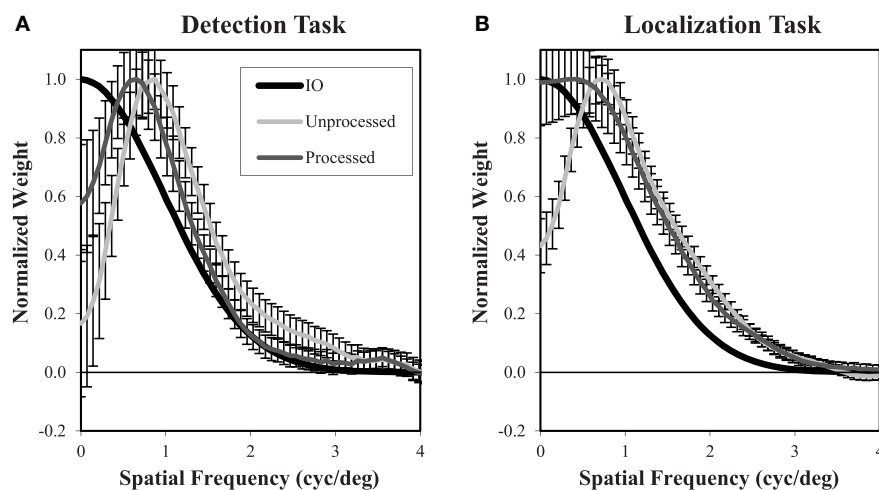 A
Detection Task
Normalized Weight
1.0
0.8
0.6
0.4
0.2
0.0
-0.2
IO
Unprocessed
Processed
0 1 2 3 4
Spatial Frequency (cyc/deg)
B
Localization Task
Normalized Weight
1.0
0.8
0.6
0.4
0.2
0.0
-0.2
0 1 2 3 4
Spatial Frequency (cyc/deg)